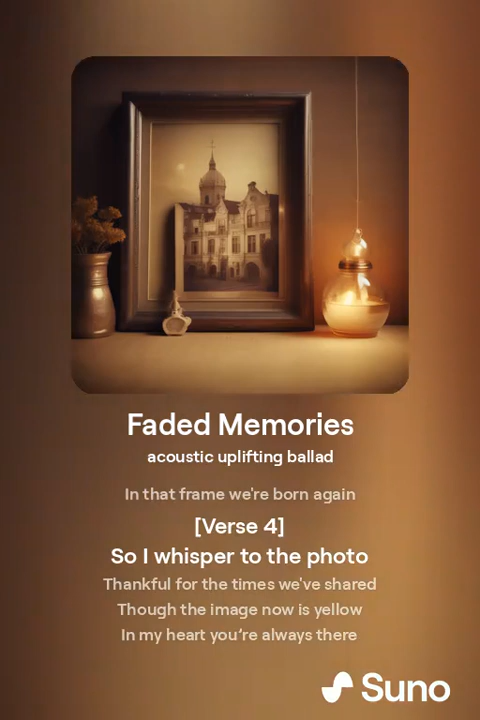 Faded Memories
acoustic uplifting ballad
In that frame we're born again
[Verse 4]
So I whisper to the photo
Thankful for the times we've shared
Though the image now is yellow
In my heart you’re always there
Suno